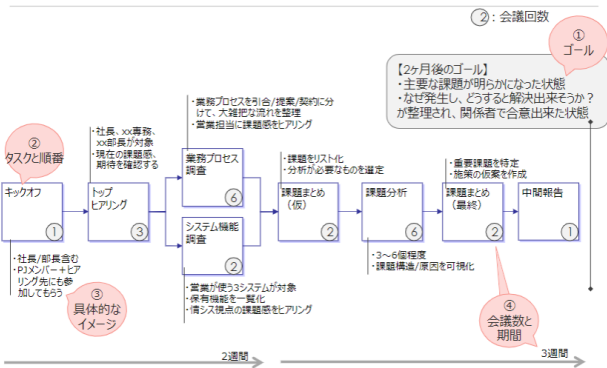 ②：会議回数
①
ゴール
【2ヶ月後のゴール】
・主要な課題が明らかになった状態
・なぜ発生し、どうすると解決出来そうか？
が整理され、関係者で合意出来た状態
②
タスクと順番
・社長、xx専務、
xx部長が対象
・現在の課題感、
期待を確認する
・業務プロセスを引合/提案/契約に分
けて、大雑把な流れを整理
・営業担当に課題感をヒアリング
・課題をリスト化
・分析が必要なものを選定
・重要課題を特定
・施策の仮案を作成
キックオフ
①
トップ
ヒアリング
③
業務プロセス
調査
⑥
システム機能
調査
②
課題まとめ
（仮）
②
課題分析
⑥
課題まとめ
（最終）
②
中間報告
①
・社長/部長含む
・PJメンバー＋ヒア
リング先にも参
加してもらう
③
具体的な
イメージ
・営業が使う3システムが対象
・保有機能を一覧化
・情シス視点の課題感をヒアリング
・3～6個程度
・課題構造/原因を可視化
④
会議数と
期間
2週間
3週間